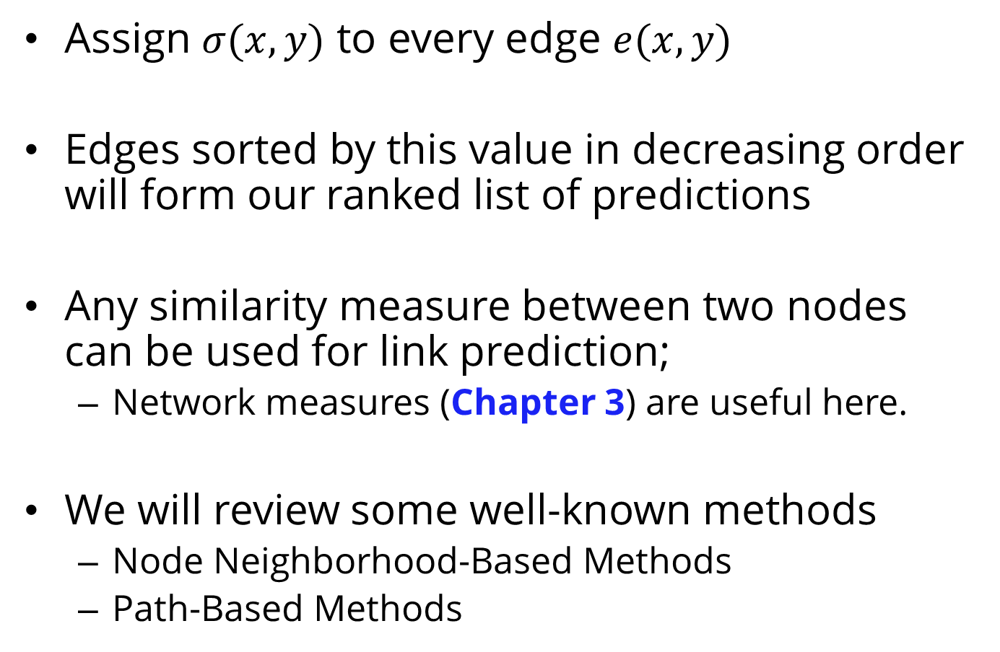 • Assign σ(x, y) to every edge e(x, y)
• Edges sorted by this value in decreasing order
will form our ranked list of predictions
• Any similarity measure between two nodes
can be used for link prediction;
– Network measures (Chapter 3) are useful here.
• We will review some well-known methods
– Node Neighborhood-Based Methods
– Path-Based Methods